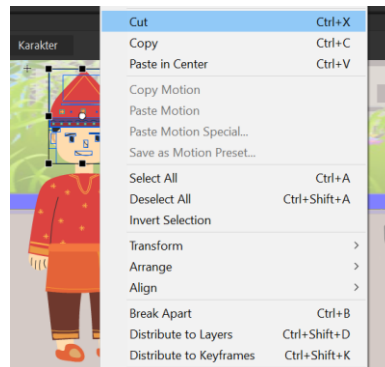 Karakter
Cut Ctrl+X
Copy Ctrl+C
Paste in Center Ctrl+V
Copy Motion
Paste Motion
Paste Motion Special...
Save as Motion Preset...
Select All Ctrl+A
Deselect All Ctrl+Shift+A
Invert Selection
Transform
Arrange
Align
Break Apart Ctrl+B
Distribute to Layers Ctrl+Shift+D
Distribute to Keyframes Ctrl+Shift+K